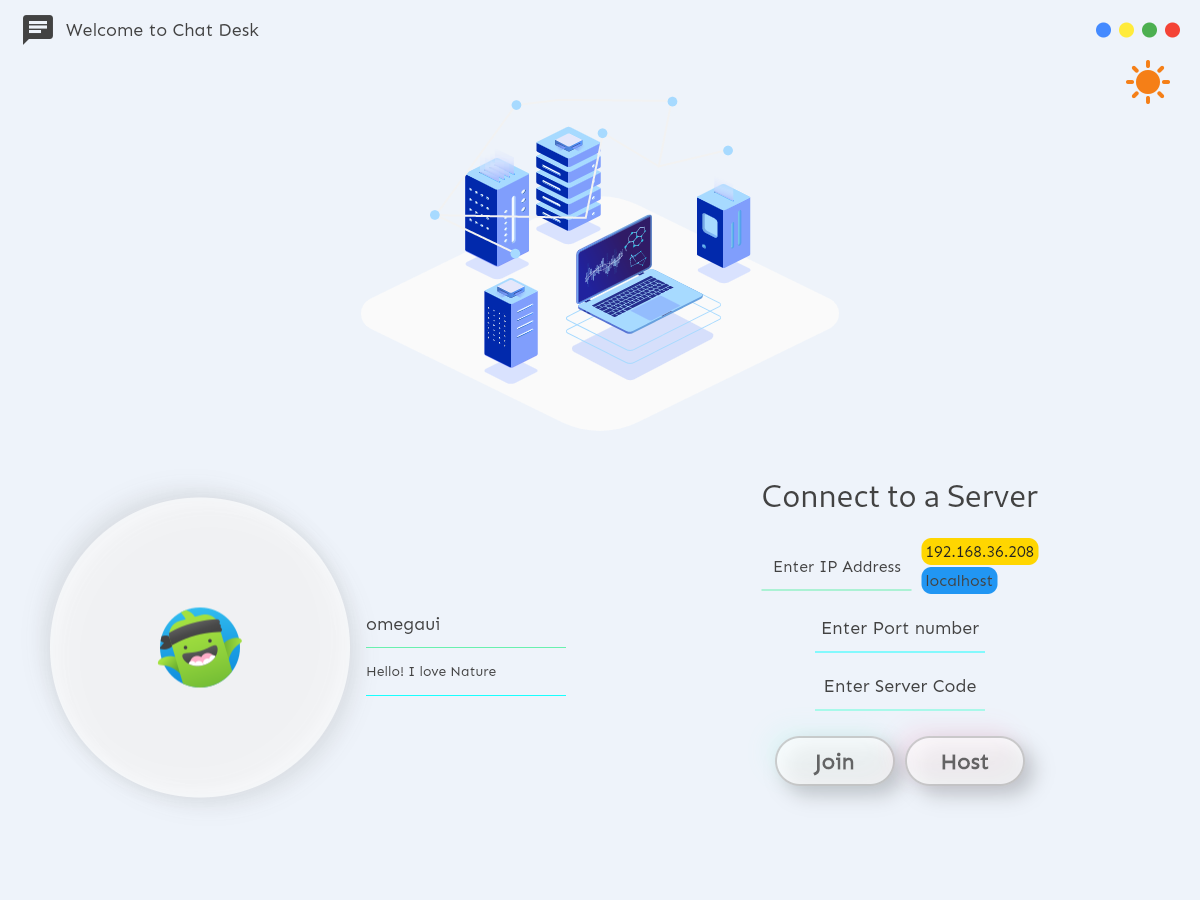 Welcome to Chat Desk
omegaui
Hello! I love Nature
Connect to a Server
Enter IP Address
192.168.36.208
localhost
Enter Port number
Enter Server Code
Join
Host